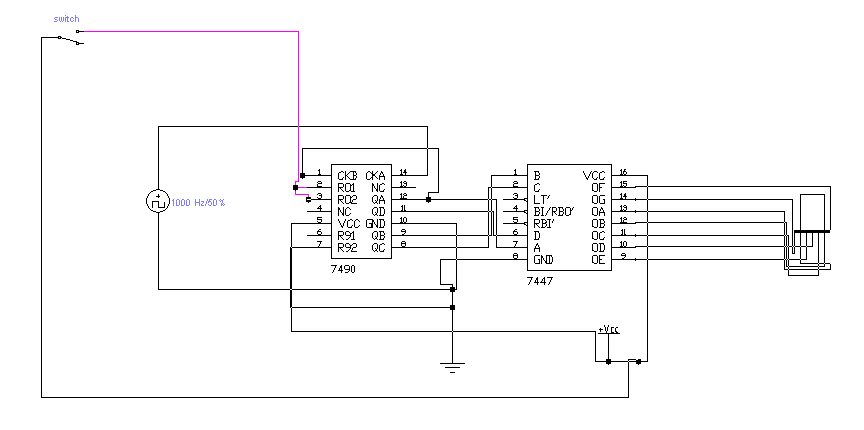 switch
1000 Hz/50%
1 CKB CKA 14
2 R01 NC 13
3 R02 QA 12
4 NC QD 11
5 VCC GND 10
6 R91 QB 9
7 R92 QC 8
7490
1 B VCC 16
2 C OF 15
3 LT' OG 14
4 BI/RBO' OA 13
5 RBI' OB 12
6 D OC 11
7 A OD 10
8 GND OE 9
7447
+Vcc